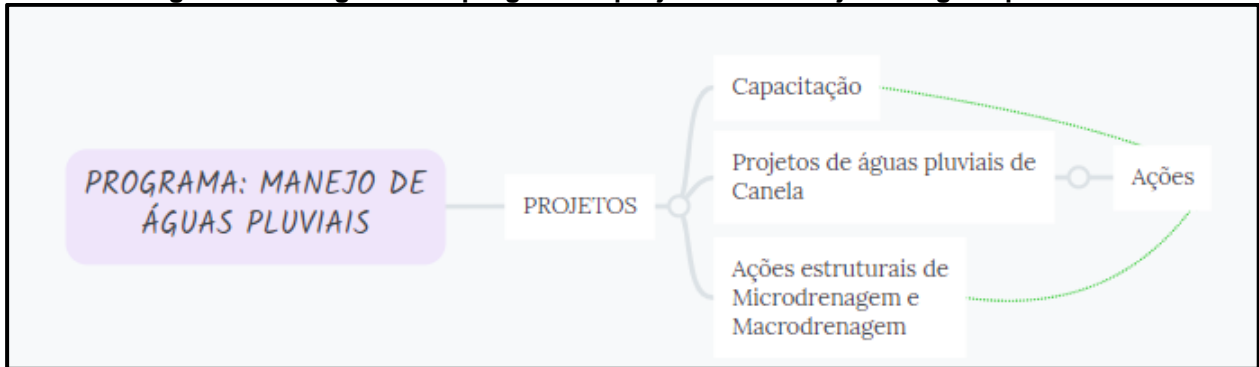 PROGRAMA: MANEJO DE
ÁGUAS PLUVIAIS
PROJETOS
Capacitação
Projetos de águas pluviais de
Canela
Ações estruturais de
Microdrenagem e
Macrodrenagem
Ações